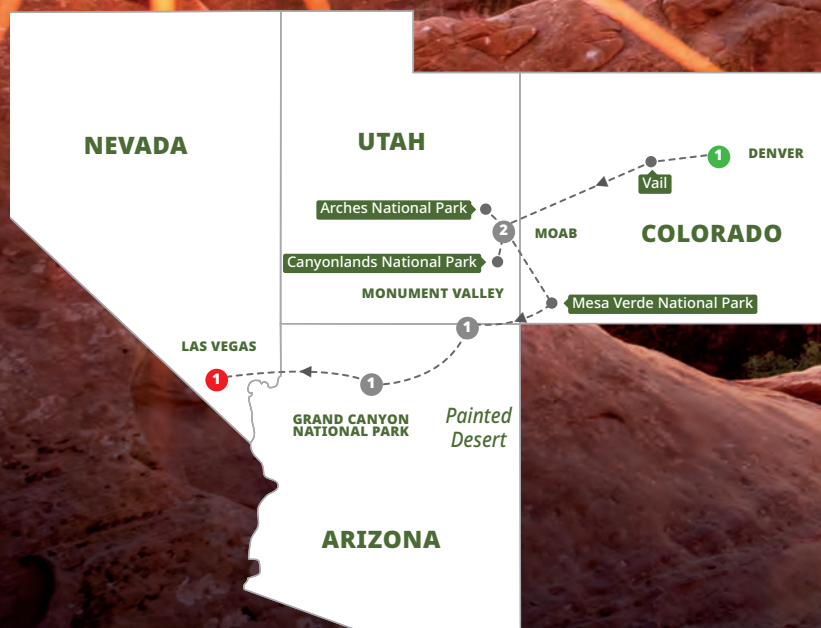 NEVADA
UTAH
1
DENVER
Vail
Arches National Park
2
MOAB
COLORADO
Canyonlands National Park
MONUMENT VALLEY
Mesa Verde National Park
1
LAS VEGAS
1
1
GRAND CANYON
NATIONAL PARK
Painted
Desert
ARIZONA